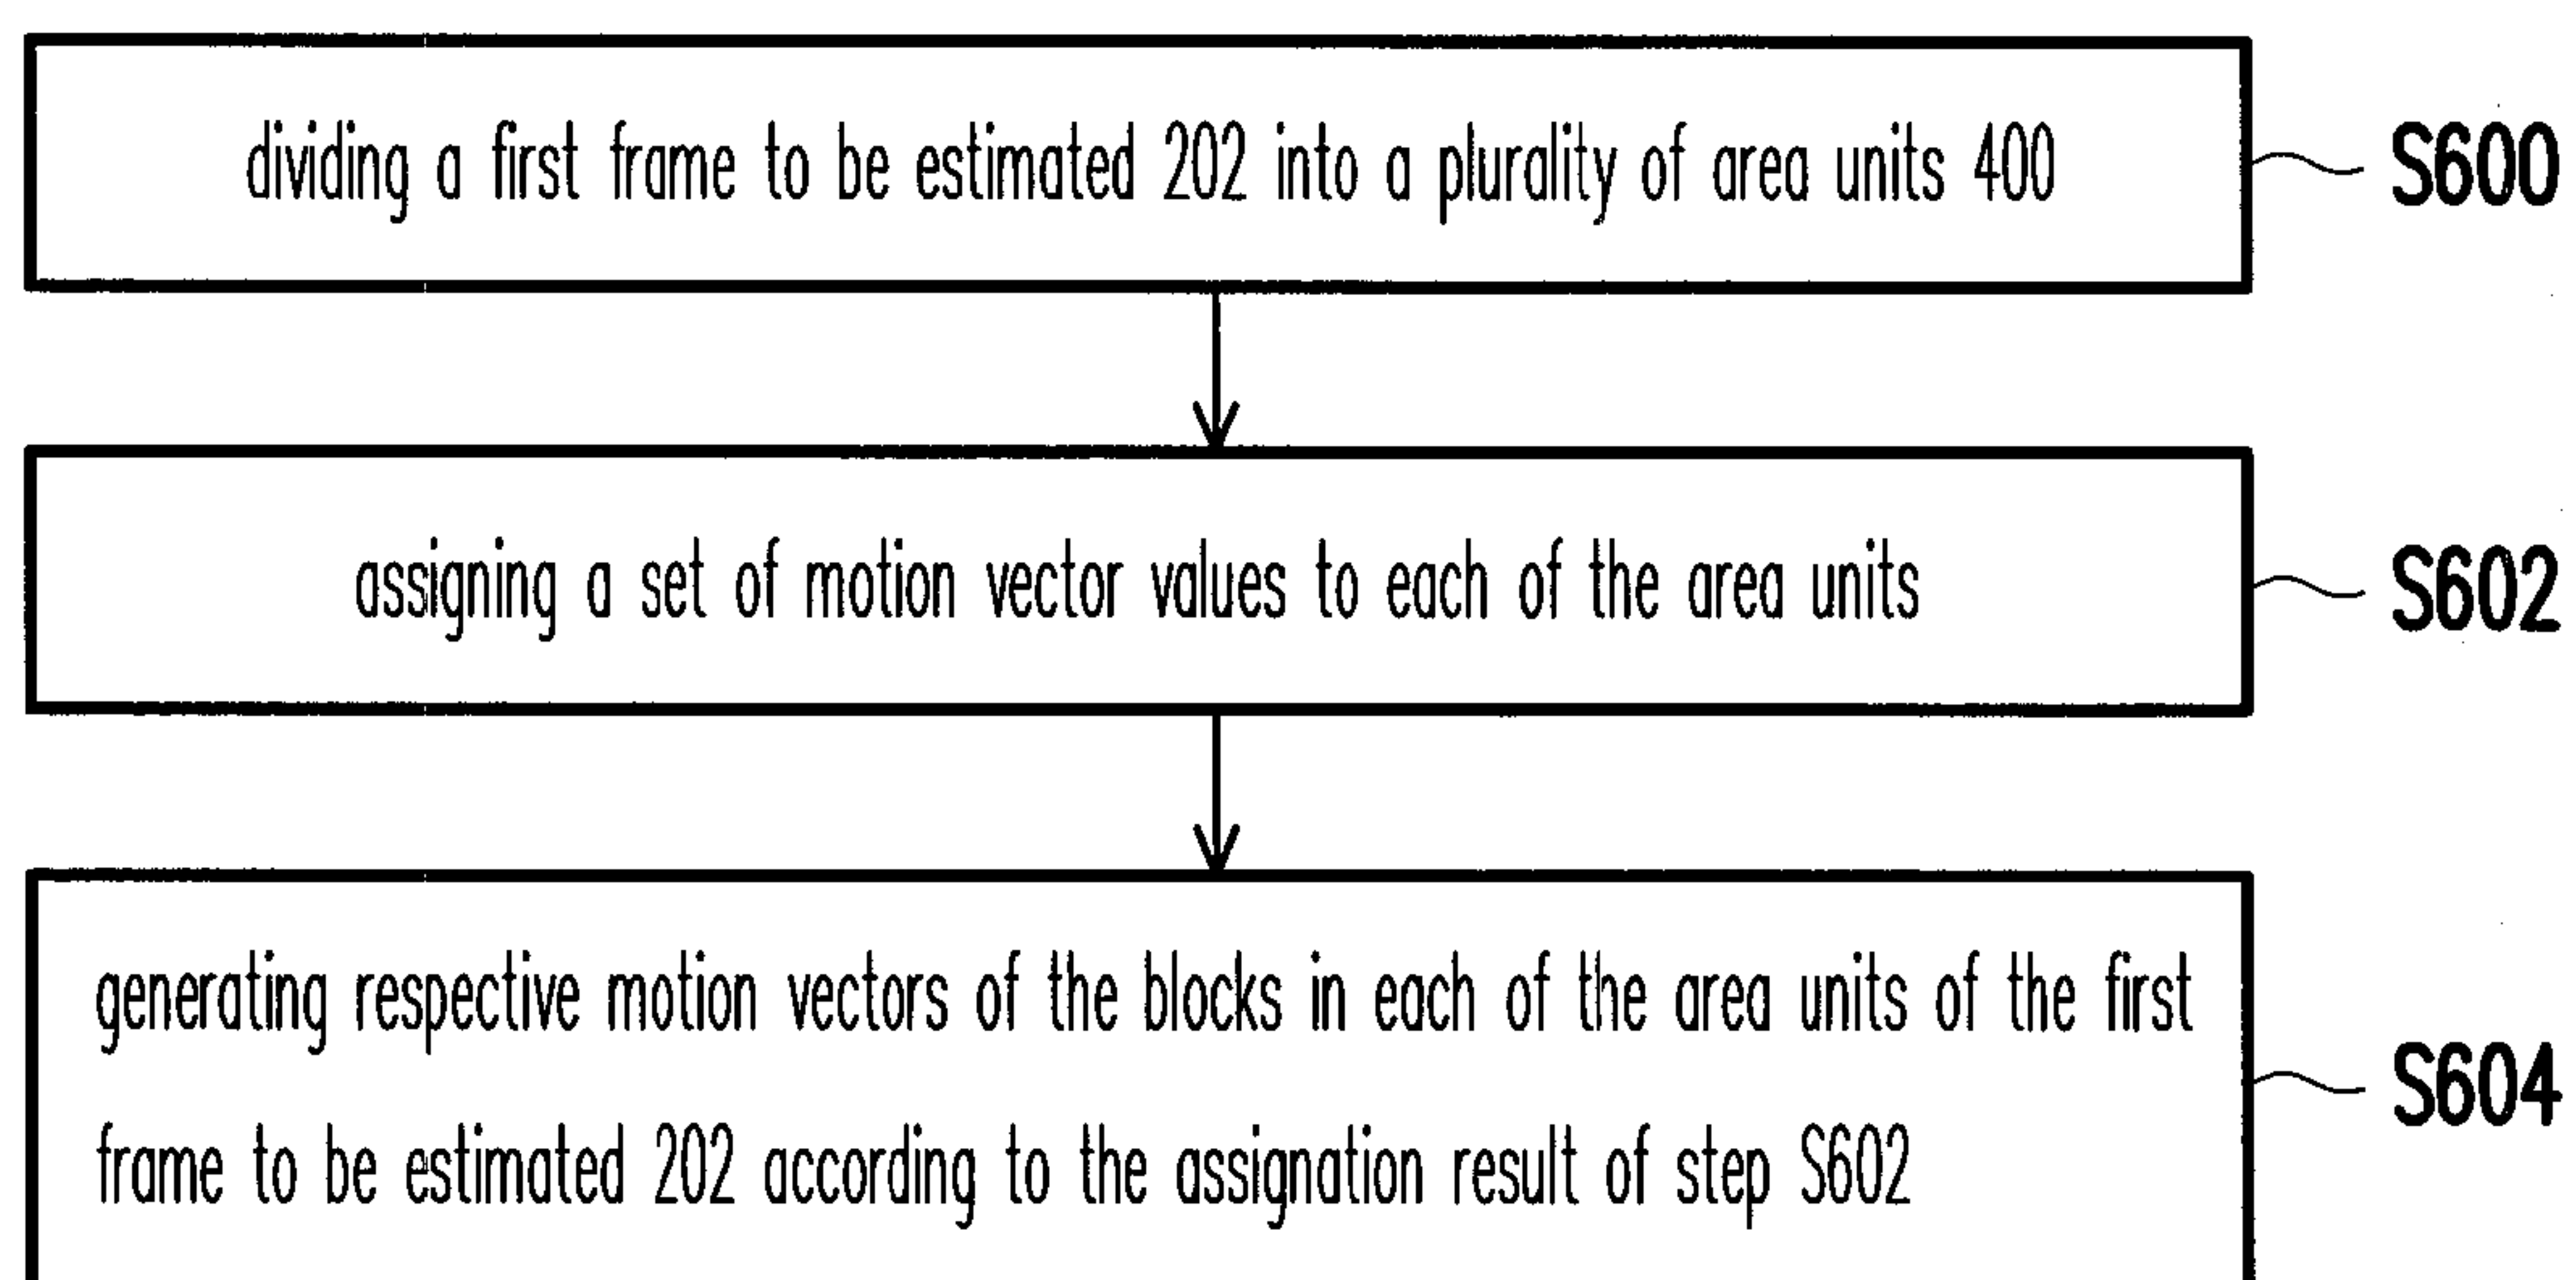 dividing a first frame to be estimated 202 into a plurality of area units 400
S600
assigning a set of motion vector values to each of the area units
S602
generating respective motion vectors of the blocks in each of the area units of the first
frame to be estimated 202 according to the assignation result of step S602
S604